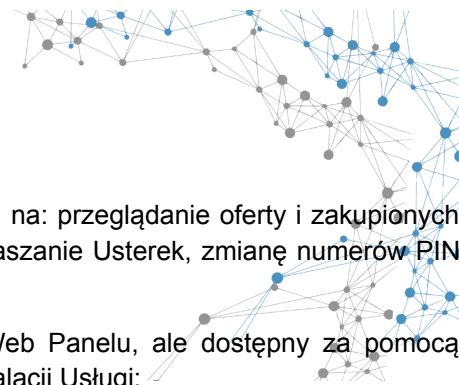 na: przeglądanie oferty i zakupionych
aszanie Usterek, zmianę numerów PIN
Web Panelu, ale dostępny za pomocą
alacji Usługi;